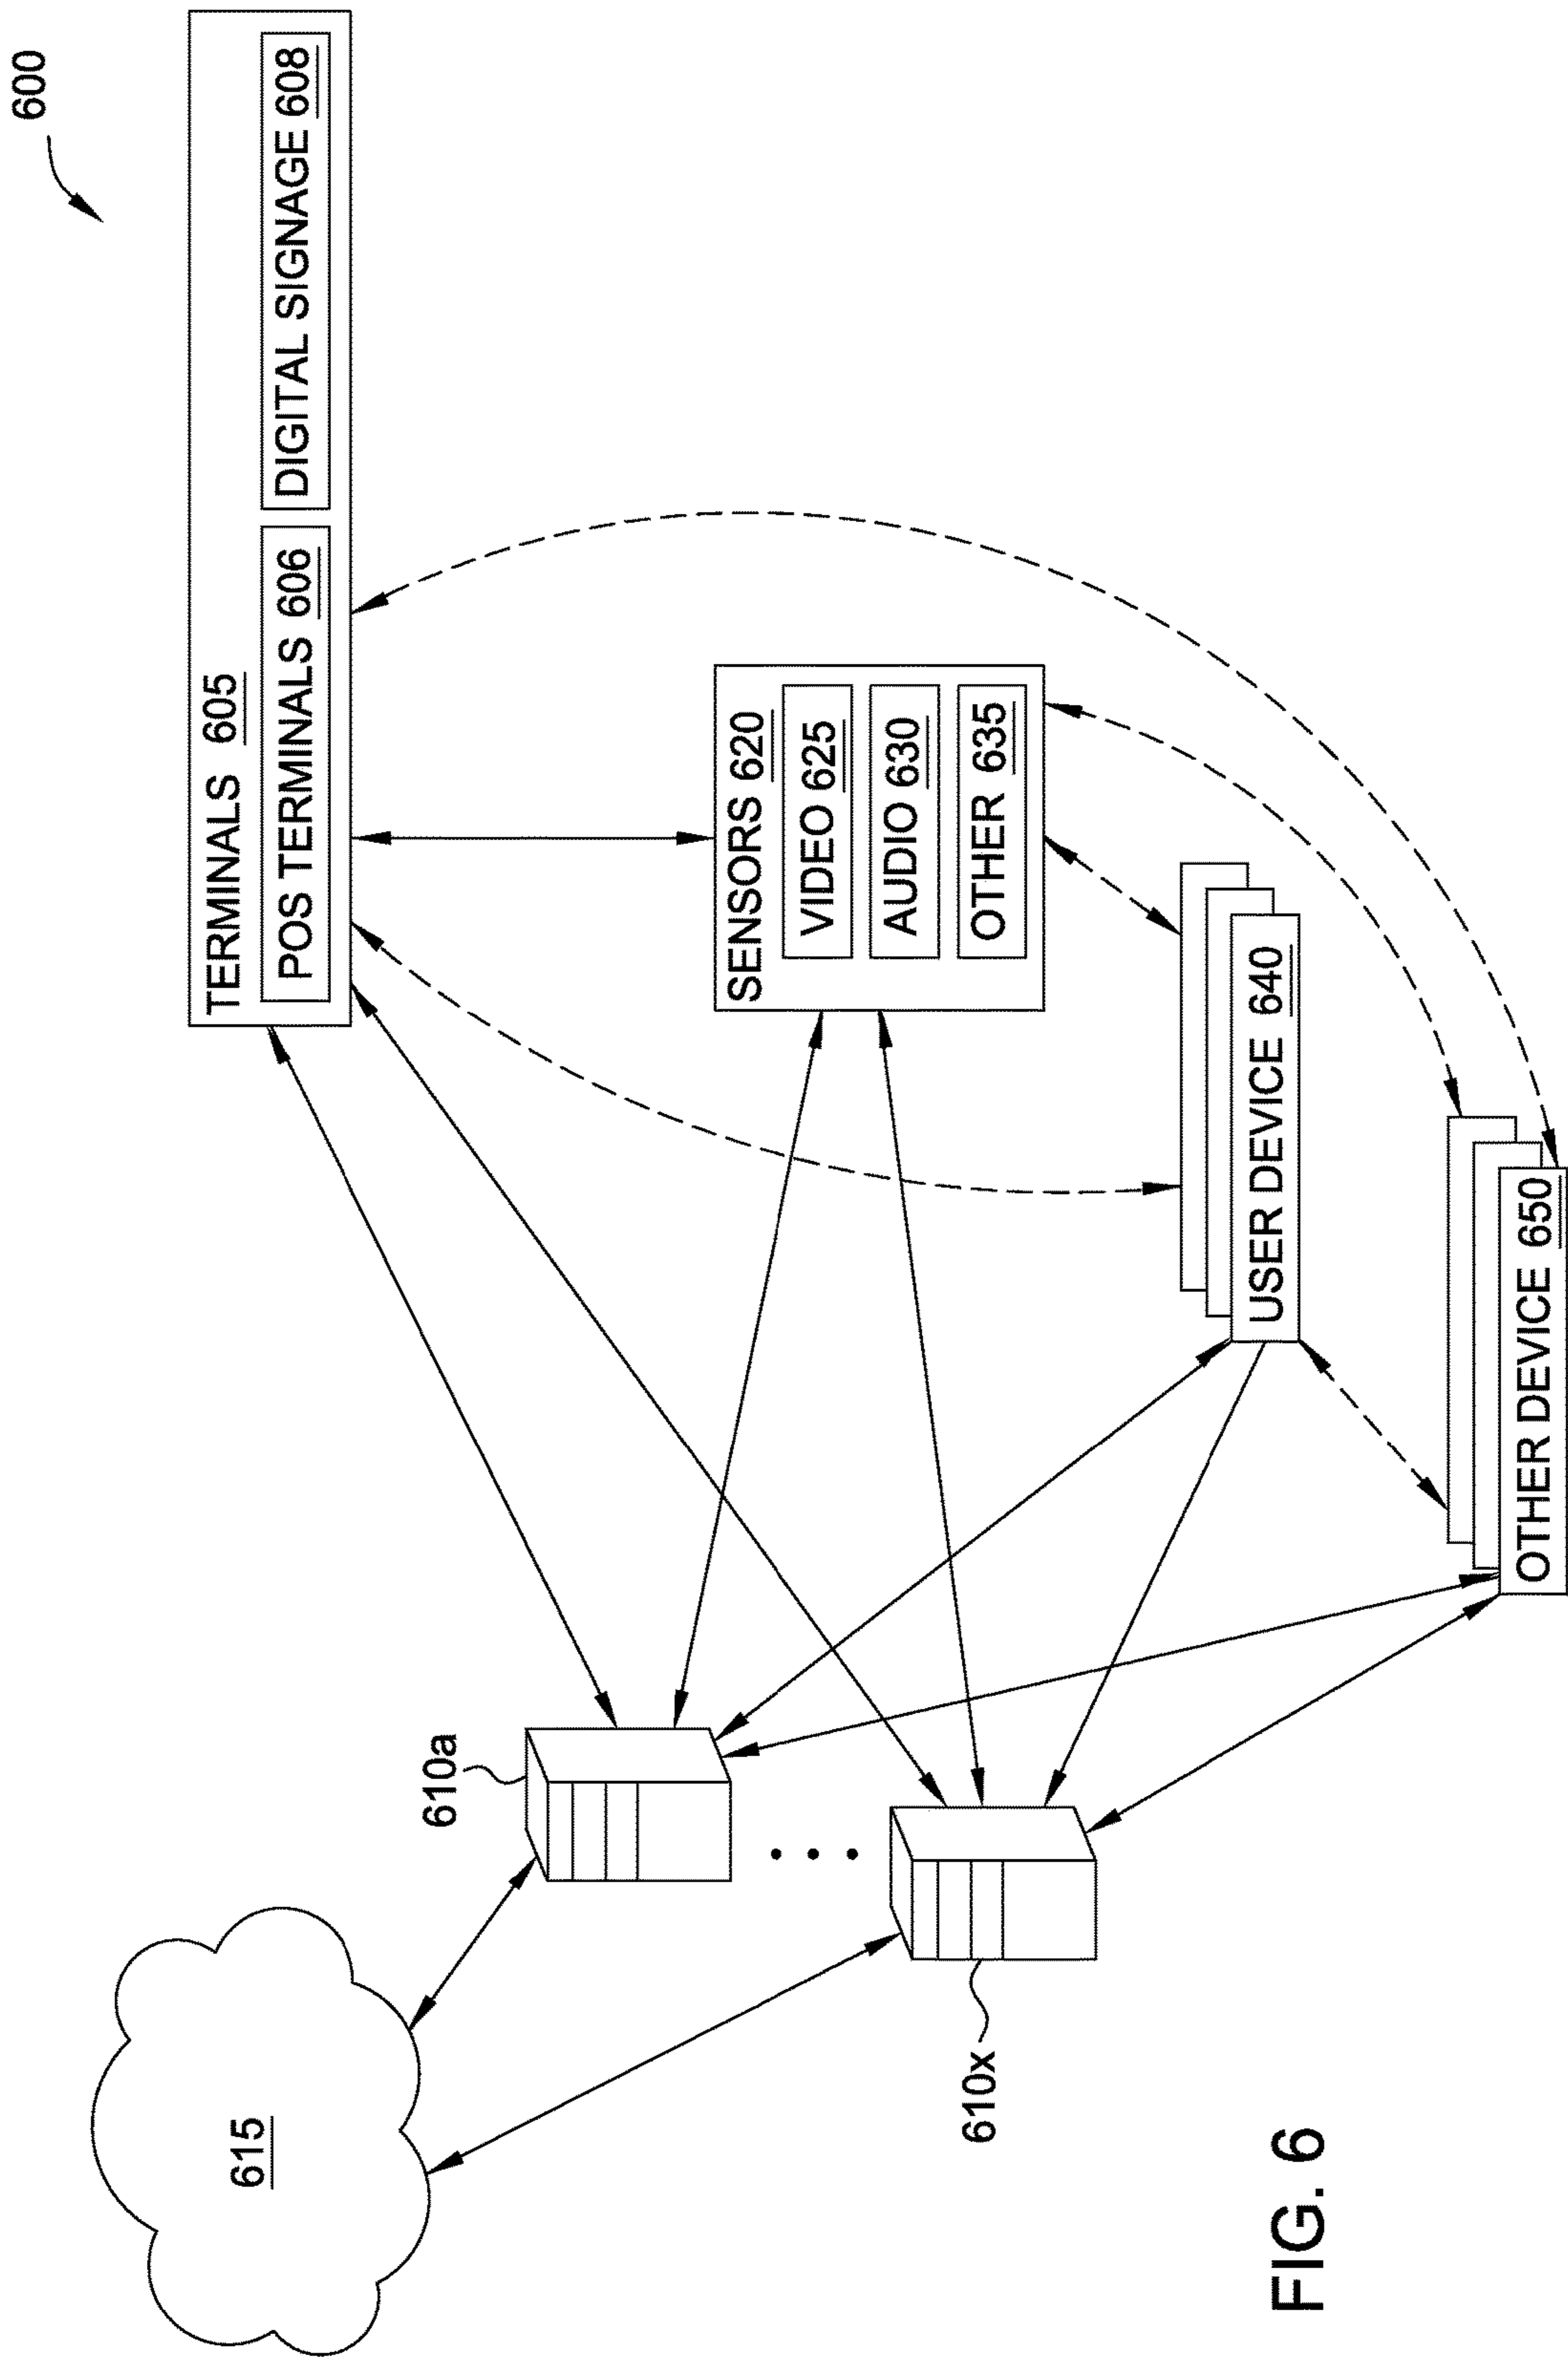 600
TERMINALS 605
POS TERMINALS 606
DIGITAL SIGNAGE 608
615
610a
610x
SENSORS 620
VIDEO 625
AUDIO 630
OTHER 635
USER DEVICE 640
OTHER DEVICE 650
FIG. 6